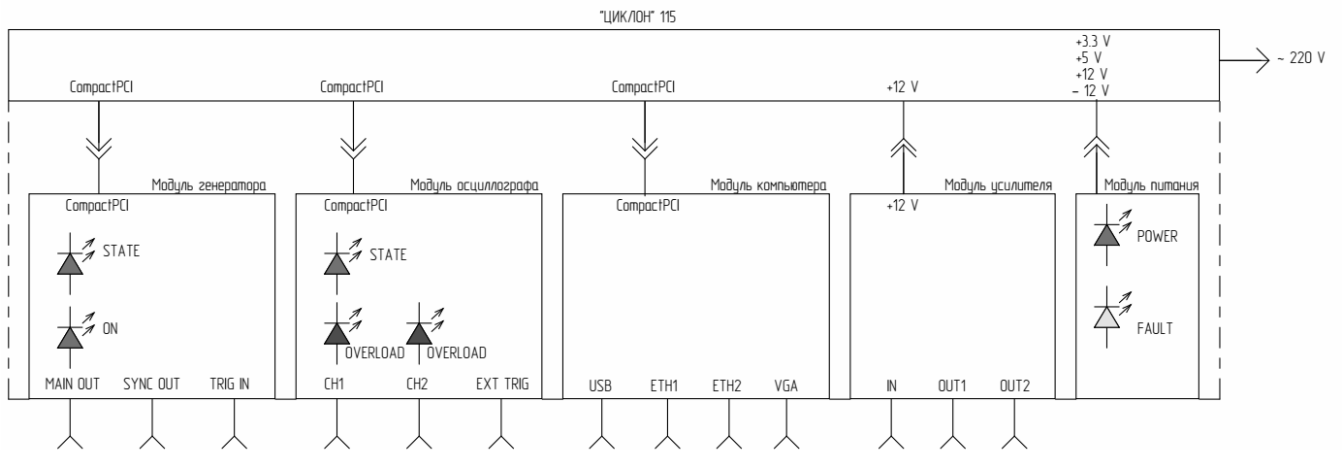 "ЦИКЛОН" 115
+3.3 V
+5 V
+12 V
- 12 V
~ 220 V
CompactPCI
CompactPCI
CompactPCI
+12 V
Модуль генератора
Модуль осциллографа
Модуль компьютера
Модуль усилителя
Модуль питания
CompactPCI
CompactPCI
CompactPCI
+12 V
STATE
STATE
POWER
ON
OVERLOAD
OVERLOAD
FAULT
MAIN OUT
SYNC OUT
TRIG IN
CH1
CH2
EXT TRIG
USB
ETH1
ETH2
VGA
IN
OUT1
OUT2